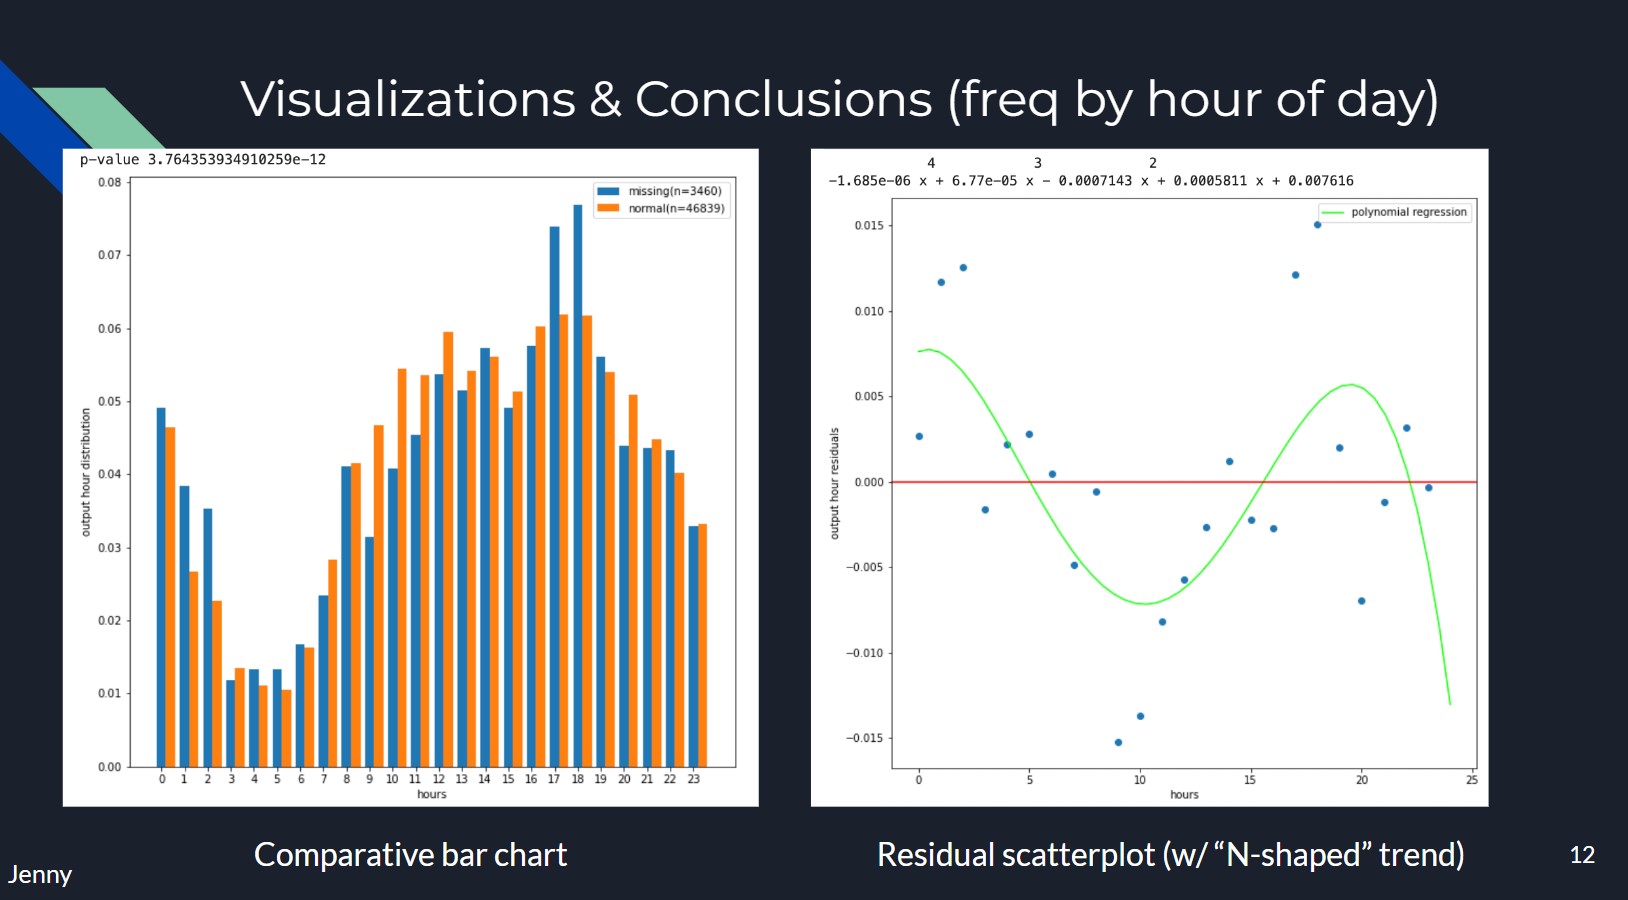 Visualizations & Conclusions (freq by hour of day)
p-value 3.764353934910259e-12
missing(n=3460)
normal(n=46839)
0.08
0.07
0.06
0.05
0.04
0.03
0.02
0.01
0.00
output hour distribution
0 1 2 3 4 5 6 7 8 9 10 11 12 13 14 15 16 17 18 19 20 21 22 23
hours
4 3 2
-1.685e-06 x + 6.77e-05 x - 0.0007143 x + 0.0005811 x + 0.007616
polynomial regression
0.015
0.010
0.005
0.000
−0.005
−0.010
−0.015
output hour residuals
0 5 10 15 20 25
hours
Comparative bar chart
Residual scatterplot (w/ “N-shaped” trend)
12
Jenny